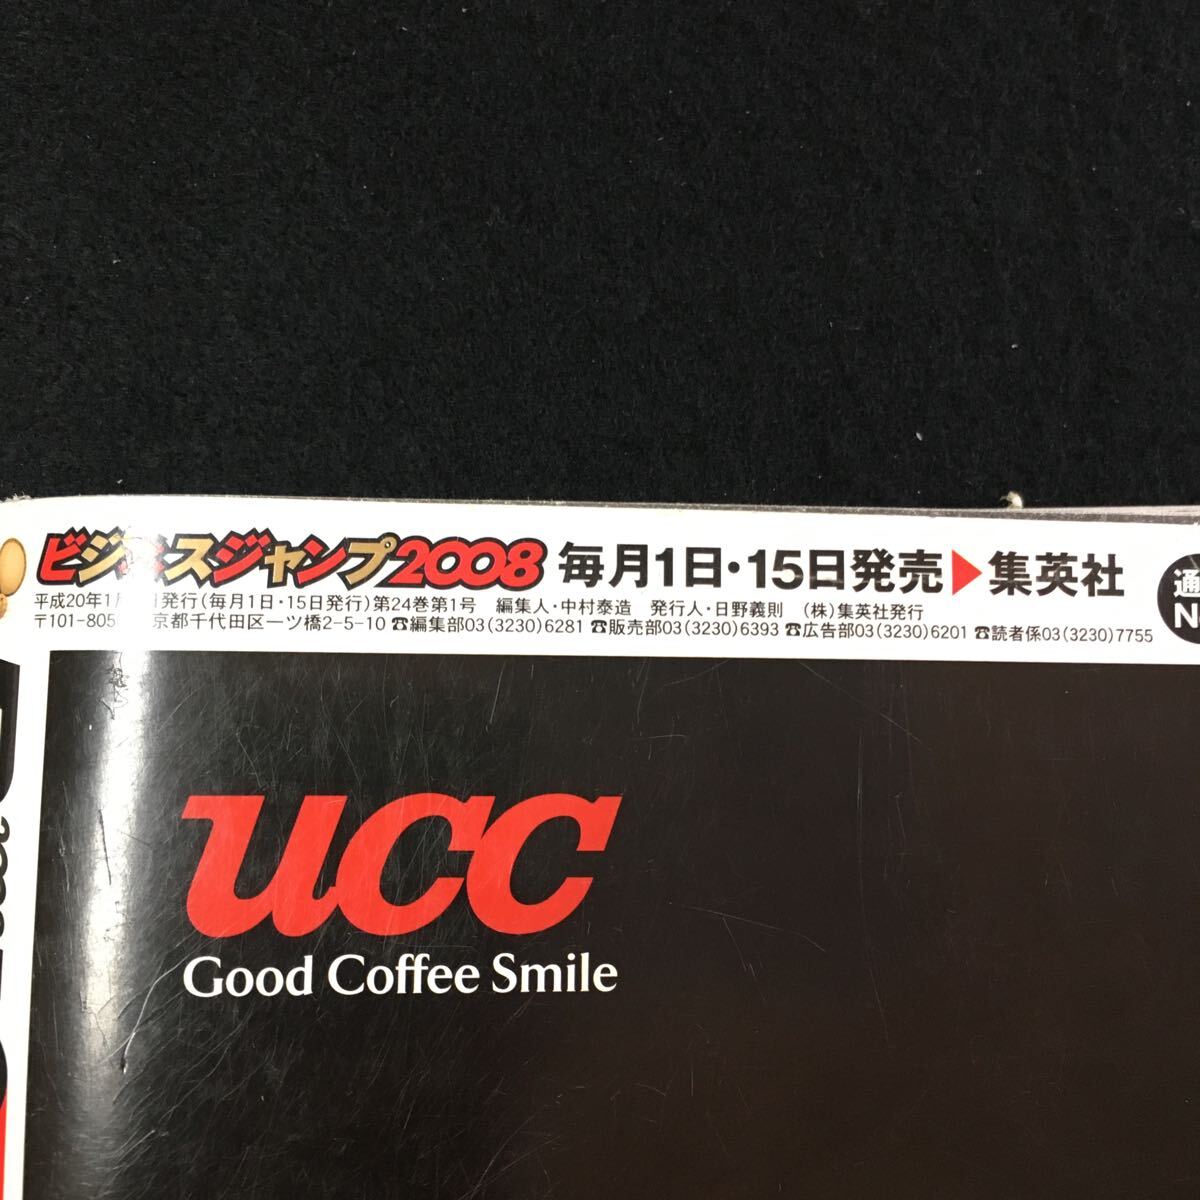 ビジネスジャンプ2008 毎月1日・15日発売▶集英社
平成20年1月 日発行(毎月1日・15日発行)第24巻第1号 編集人・中村泰造 発行人・日野義則 (株)集英社発行
〒101-805 京都千代田区一ツ橋2-5-10 ☎編集部03(3230)6281 ☎販売部03(3230)6393 ☎広告部03(3230)6201 ☎読者係03(3230)7755
通
No
ucc
Good Coffee Smile